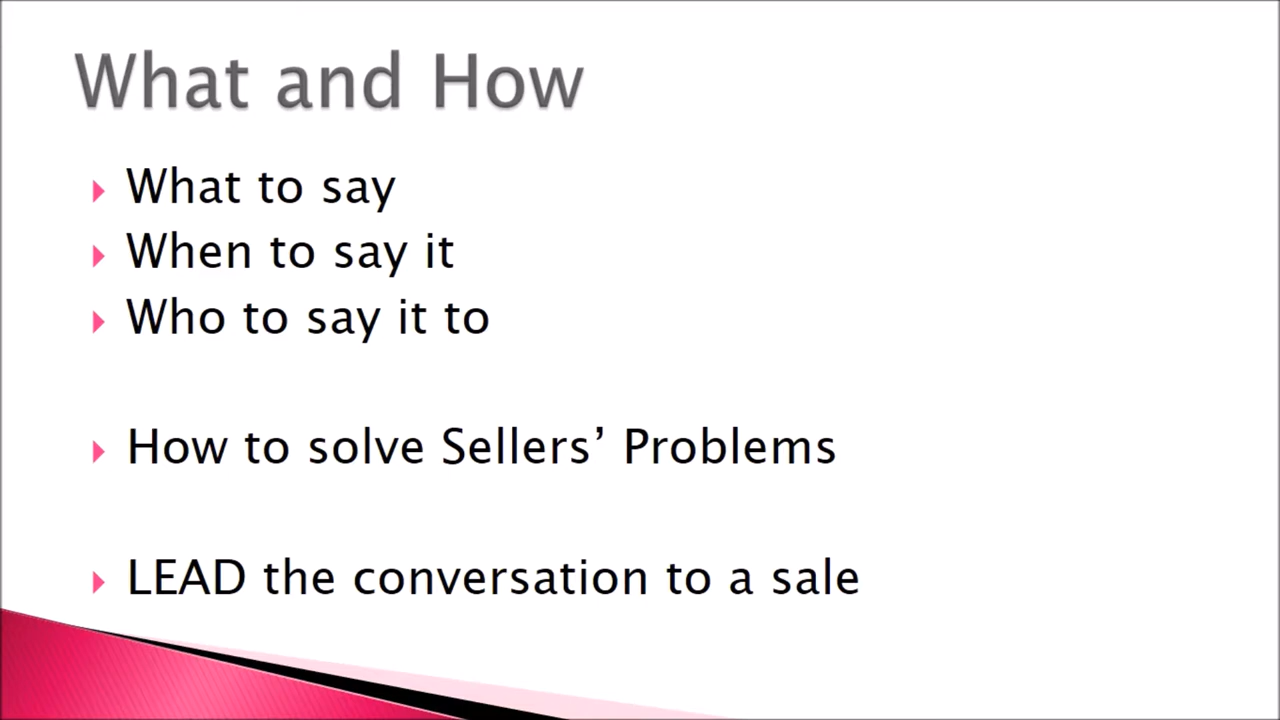 What and How
What to say
When to say it
Who to say it to
How to solve Sellers’ Problems
LEAD the conversation to a sale